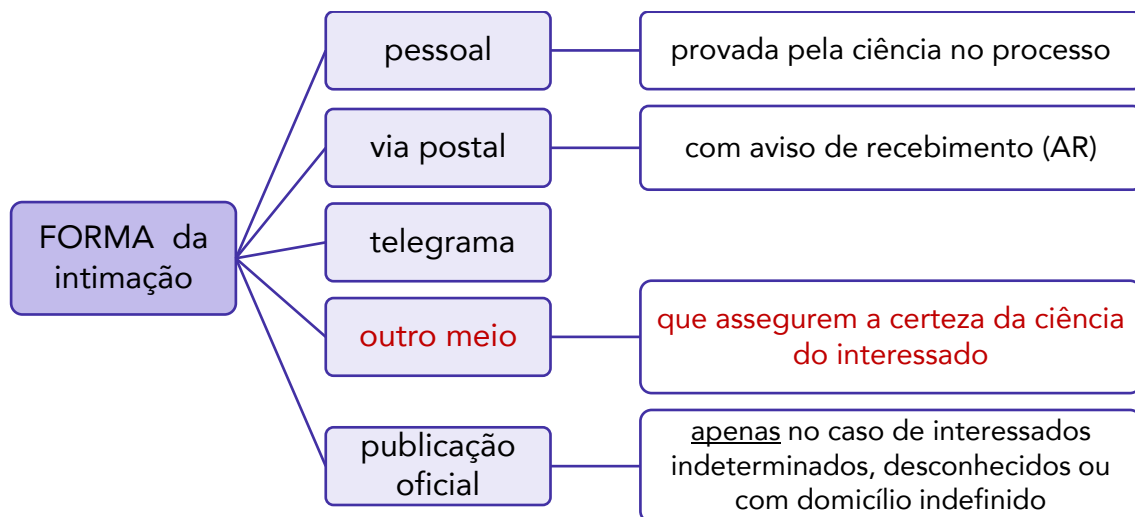 pessoal
provada pela ciência no processo
via postal
com aviso de recebimento (AR)
FORMA da
intimação
telegrama
outro meio
que assegurem a certeza da ciência
do interessado
publicação
oficial
apenas no caso de interessados
indeterminados, desconhecidos ou
com domicílio indefinido